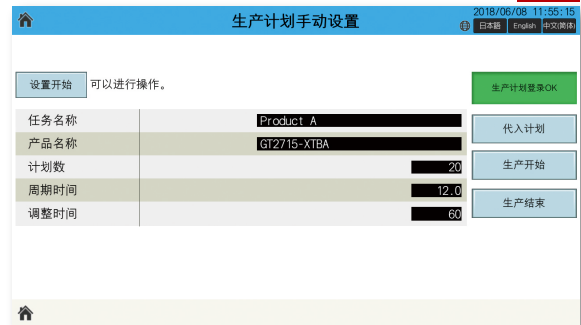 生产计划手动设置
2018/06/08 11:55:15
日本語 English 中文(简体)
设置开始 可以进行操作。
生产计划登录OK
任务名称 Product A
产品名称 GT2715-XTBA
计划数 20
周期时间 12.0
调整时间 60
代入计划
生产开始
生产结束